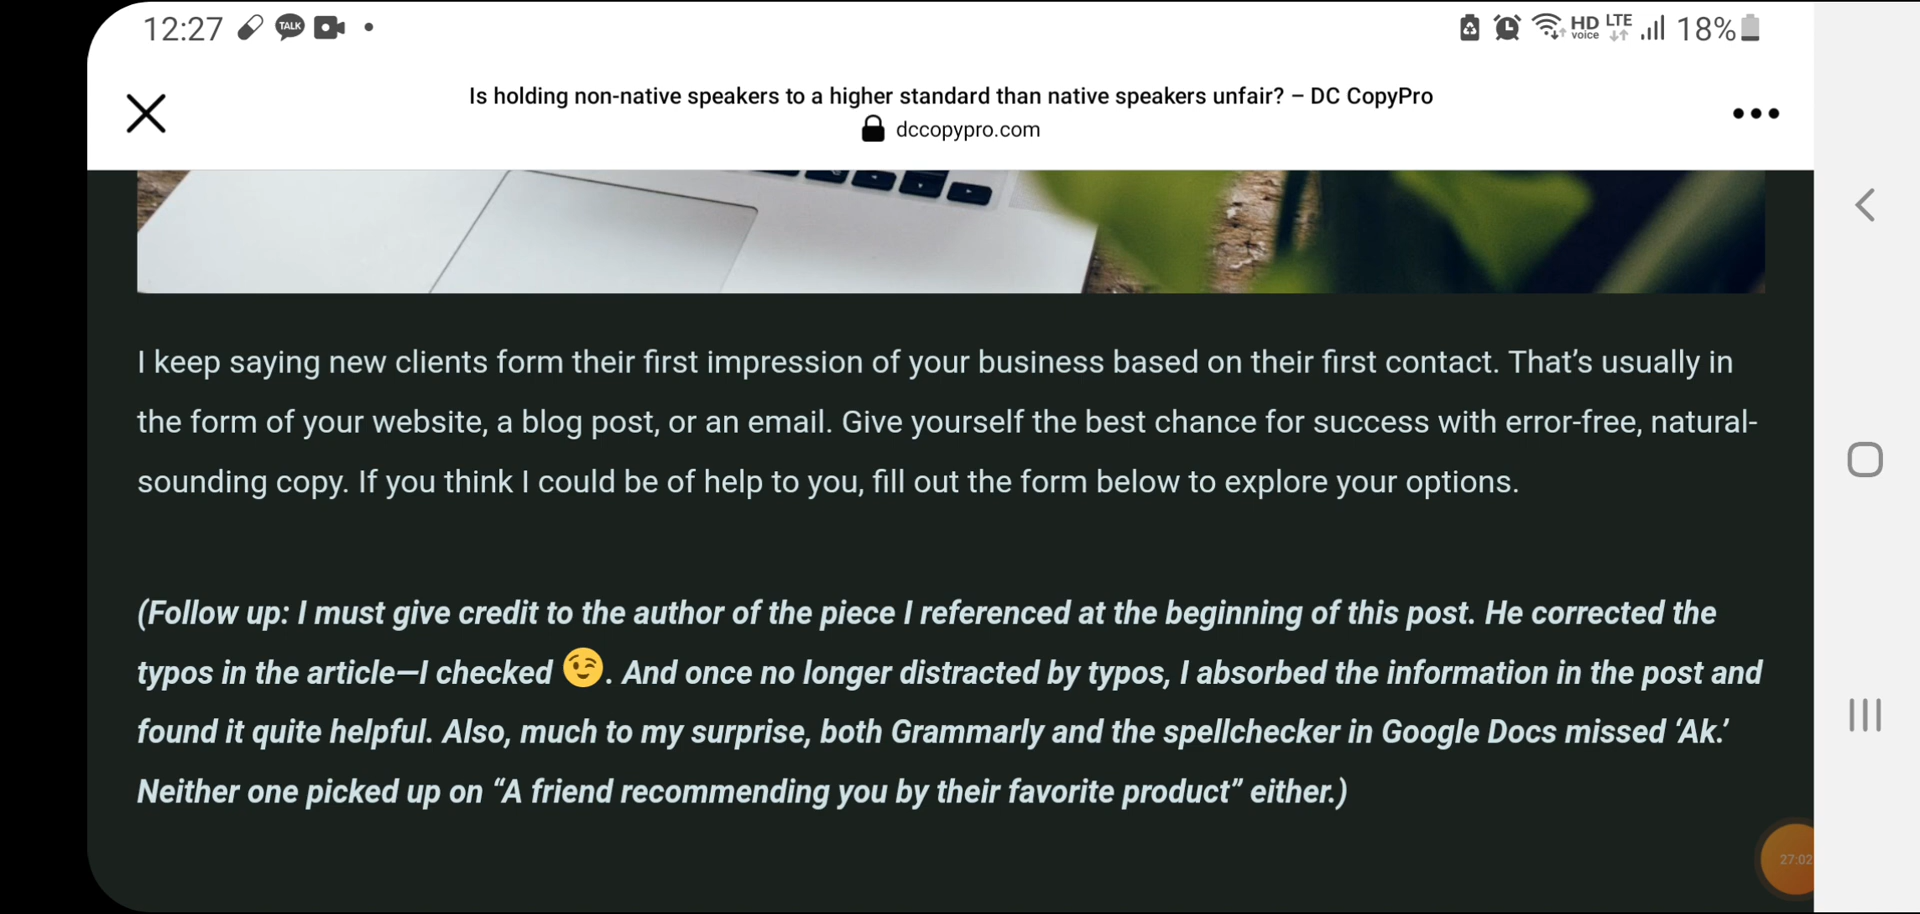 12:27
TALK
HD voice LTE 18%
Is holding non-native speakers to a higher standard than native speakers unfair? – DC CopyPro
dccopypro.com
I keep saying new clients form their first impression of your business based on their first contact. That’s usually in
the form of your website, a blog post, or an email. Give yourself the best chance for success with error-free, natural-
sounding copy. If you think I could be of help to you, fill out the form below to explore your options.
(Follow up: I must give credit to the author of the piece I referenced at the beginning of this post. He corrected the
typos in the article—I checked 😉. And once no longer distracted by typos, I absorbed the information in the post and
found it quite helpful. Also, much to my surprise, both Grammarly and the spellchecker in Google Docs missed ‘Ak.’
Neither one picked up on “A friend recommending you by their favorite product” either.)
27:02